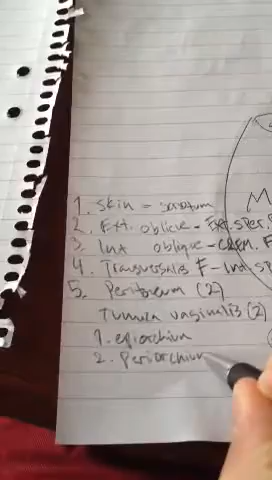 1. Skin - scrotum
2. Ext. oblicue - Ext. sper.
3. Int oblique - Crem. F
4. Transversalis F - Int. sp
5. Peritoneum (2)
Tunica vaginalis (2)
1. epiorchium
2. Periorchium
M